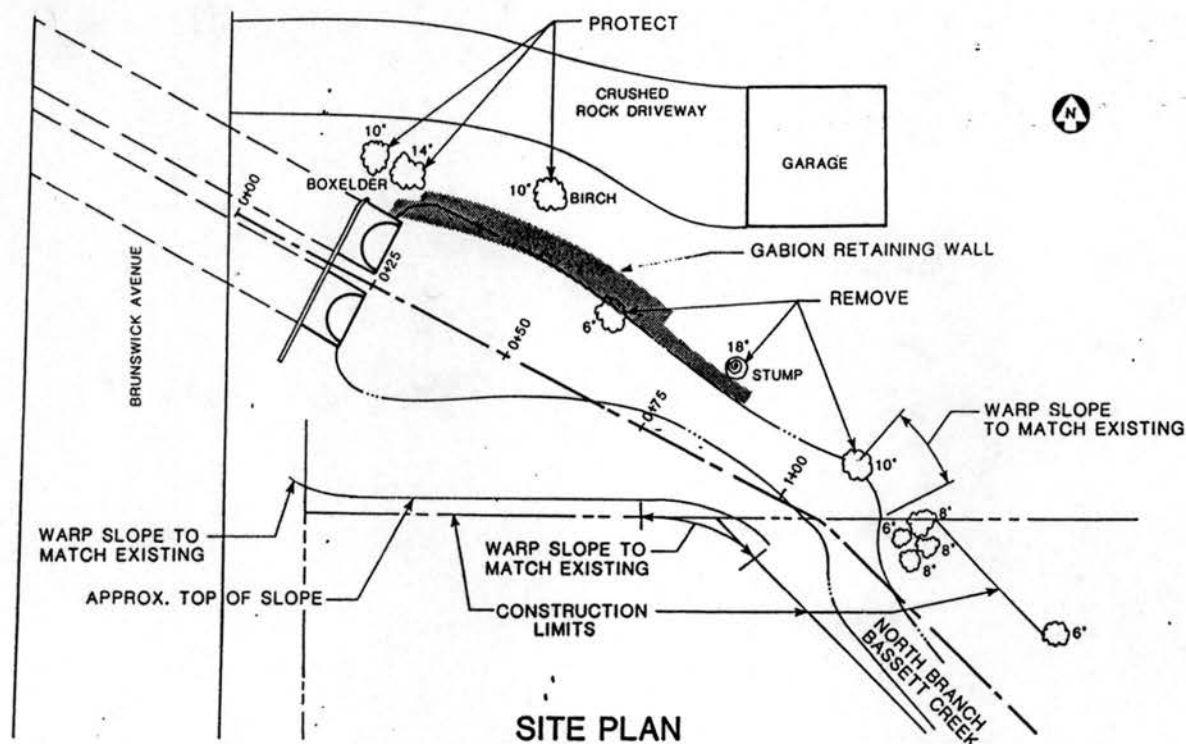 PROTECT
CRUSHED
ROCK DRIVEWAY
N
10"
14"
GARAGE
BOXELDER
10"
BIRCH
0+00
GABION RETAINING WALL
0+25
BRUNSWICK AVENUE
REMOVE
6"
0+50
18"
STUMP
0+75
WARP SLOPE
TO MATCH EXISTING
10"
1+00
8"
6"
8"
8"
WARP SLOPE TO
MATCH EXISTING
WARP SLOPE TO
MATCH EXISTING
APPROX. TOP OF SLOPE
CONSTRUCTION
LIMITS
6"
NORTH BRANCH
BASSETT CREEK
SITE PLAN